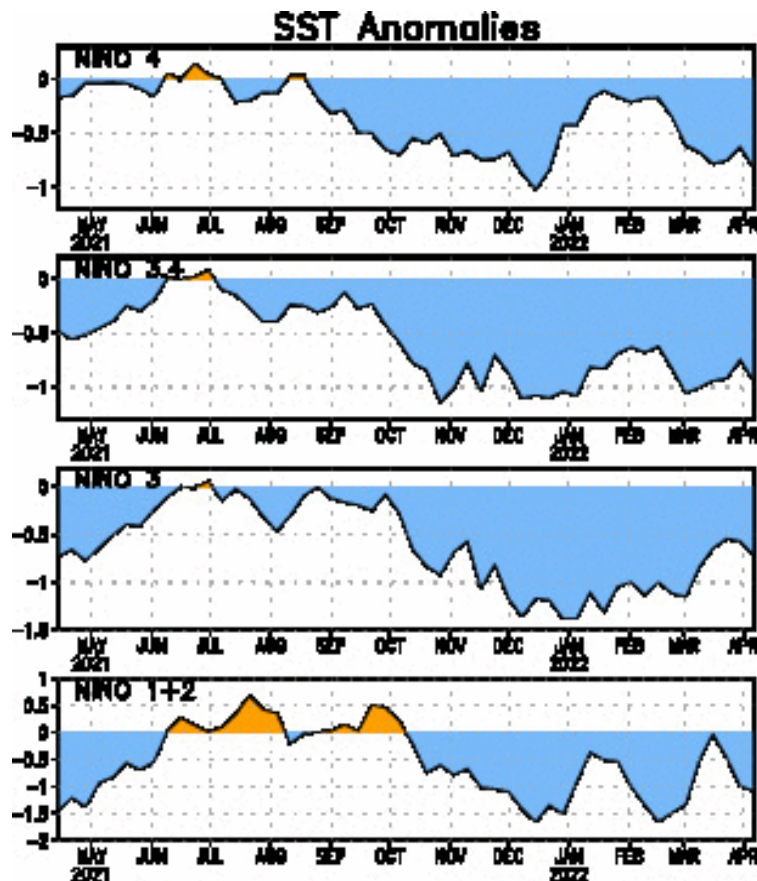 SST Anomalies
NINO 4
0
-0.5
-1
MAY JUN JUL AUG SEP OCT NOV DEC JAN FEB MAR APR
2021 2022
NINO 3.4
0
-0.5
-1
MAY JUN JUL AUG SEP OCT NOV DEC JAN FEB MAR APR
2021 2022
NINO 3
0
-0.5
-1
-1.5
MAY JUN JUL AUG SEP OCT NOV DEC JAN FEB MAR APR
2021 2022
1
NINO 1+2
0.5
0
-0.5
-1
-1.5
-2
MAY JUN JUL AUG SEP OCT NOV DEC JAN FEB MAR APR
2021 2022